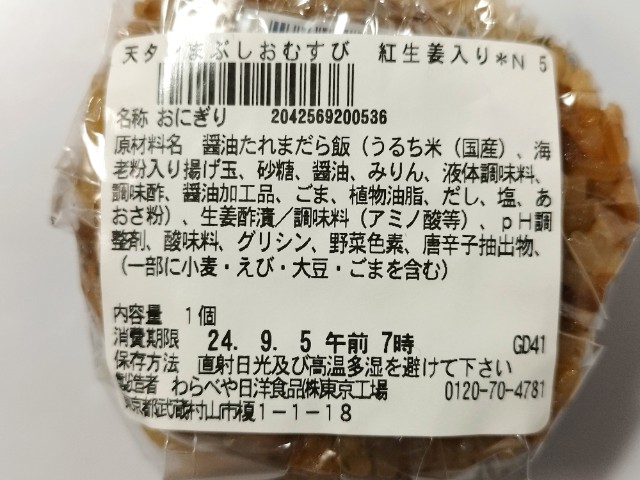 天タ まぶしおむすび 紅生姜入り*N 5
名称 おにぎり 2042569200536
原材料名 醤油たれまだら飯(うるち米(国産)、海
老粉入り揚げ玉、砂糖、醤油、みりん、液体調味料、
調味酢、醤油加工品、ごま、植物油脂、だし、塩、あ
おさ粉)、生姜酢漬/調味料(アミノ酸等)、pH調
整剤、酸味料、グリシン、野菜色素、唐辛子抽出物、
(一部に小麦・えび・大豆・ごまを含む)
内容量 1個
消費期限 24. 9. 5 午前 7時 GD41
保存方法 直射日光及び高温多湿を避けて下さい
製造者 わらべや日洋食品㈱東京工場 0120-70-4781
東京都武蔵村山市榎1-1-18